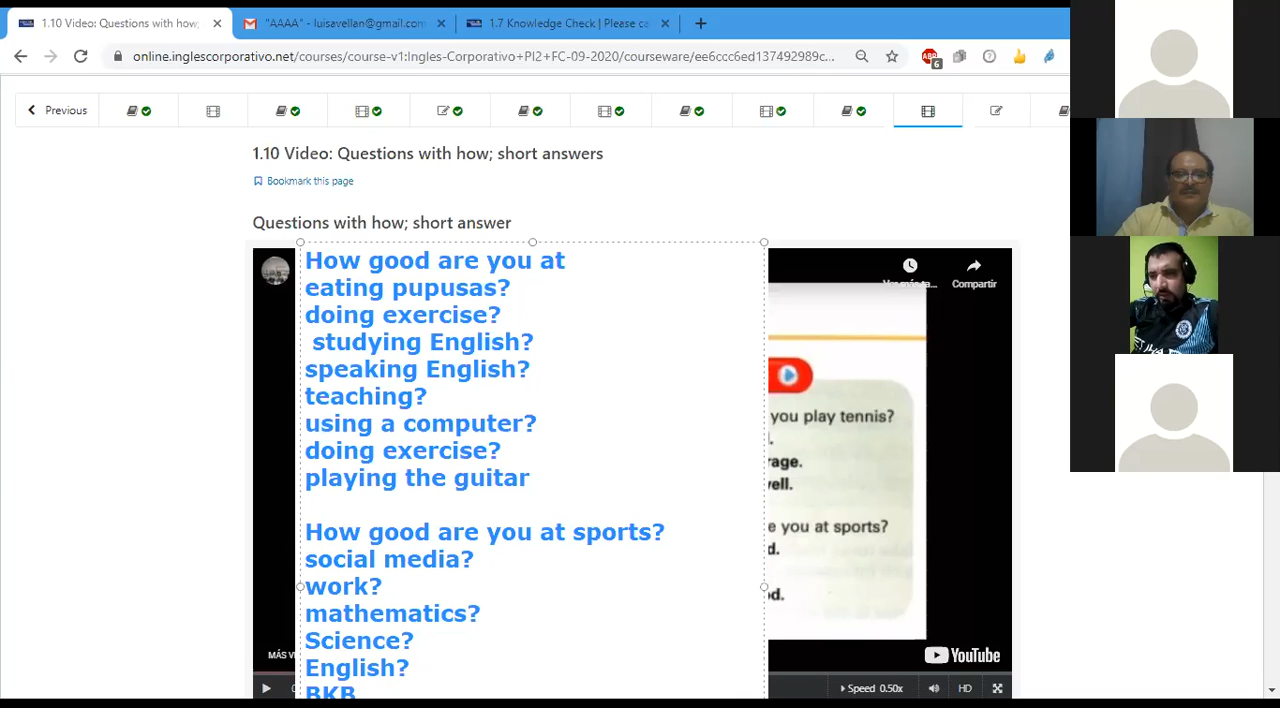 1.10 Video: Questions with how;
"AAAA" - luisavellan@gmail.com
1.7 Knowledge Check | Please ca
online.inglescorporativo.net/courses/course-v1:Ingles-Corporativo+PI2+FC-09-2020/courseware/ee6ccc6ed137492989c...
6
Previous
1.10 Video: Questions with how; short answers
Bookmark this page
Questions with how; short answer
How good are you at
eating pupusas?
doing exercise?
studying English?
speaking English?
teaching?
using a computer?
doing exercise?
playing the guitar
How good are you at sports?
social media?
work?
mathematics?
Science?
English?
BKB
Compartir
you play tennis?
rage.
vell.
e you at sports?
d.
od.
MÁS V
YouTube
Speed 0.50x
HD